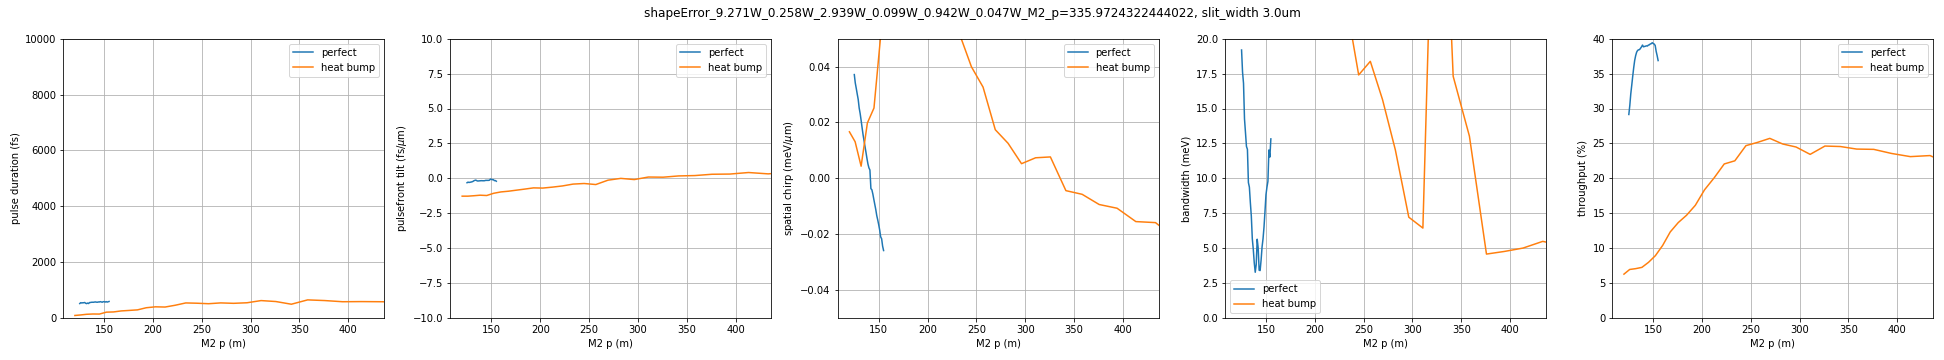 shapeError_9.271W_0.258W_2.939W_0.099W_0.942W_0.047W_M2_p=335.9724322444022, slit_width 3.0um
pulse duration (fs)
10000
8000
6000
4000
2000
0
150 200 250 300 350 400
M2 p (m)
perfect
heat bump
pulsefront tilt (fs/μm)
10.0
7.5
5.0
2.5
0.0
−2.5
−5.0
−7.5
−10.0
150 200 250 300 350 400
M2 p (m)
perfect
heat bump
spatial chirp (meV/μm)
0.04
0.02
0.00
−0.02
−0.04
150 200 250 300 350 400
M2 p (m)
perfect
heat bump
bandwidth (meV)
20.0
17.5
15.0
12.5
10.0
7.5
5.0
2.5
0.0
150 200 250 300 350 400
M2 p (m)
perfect
heat bump
throughput (%)
40
35
30
25
20
15
10
5
0
150 200 250 300 350 400
M2 p (m)
perfect
heat bump